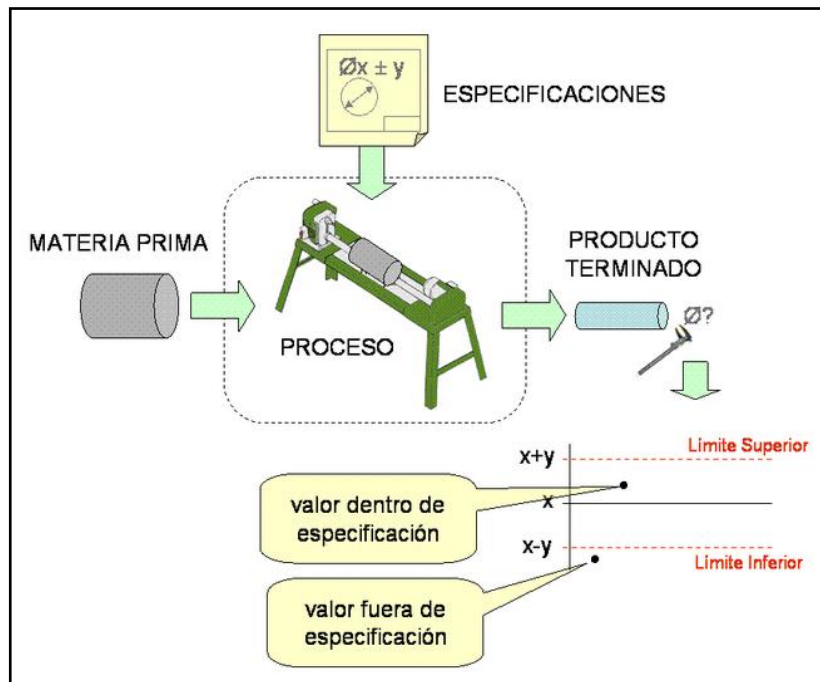 Øx ± y
ESPECIFICACIONES
MATERIA PRIMA
PROCESO
PRODUCTO
TERMINADO
Ø?
x+y
Límite Superior
valor dentro de
especificación
x
x-y
Límite Inferior
valor fuera de
especificación